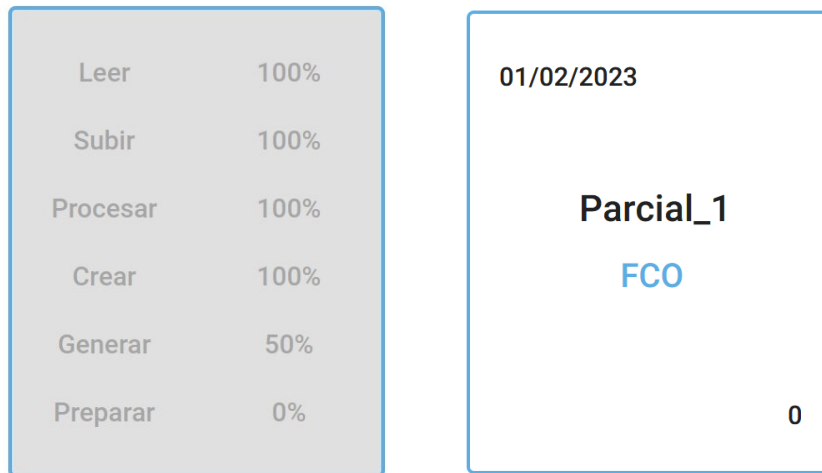 Leer 100%
Subir 100%
Procesar 100%
Crear 100%
Generar 50%
Preparar 0%
01/02/2023
Parcial_1
FCO
0